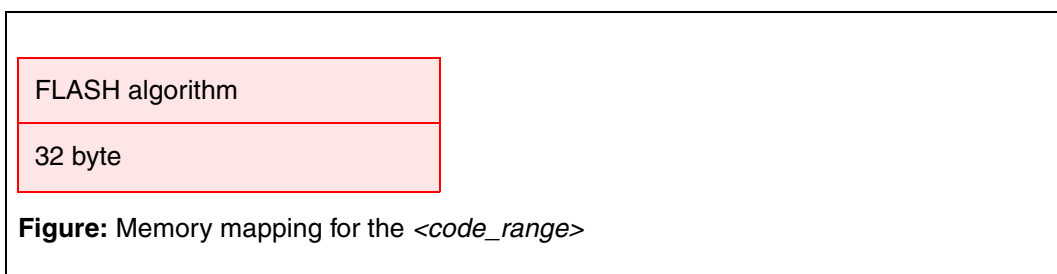 FLASH algorithm
32 byte
Figure: Memory mapping for the <code_range>